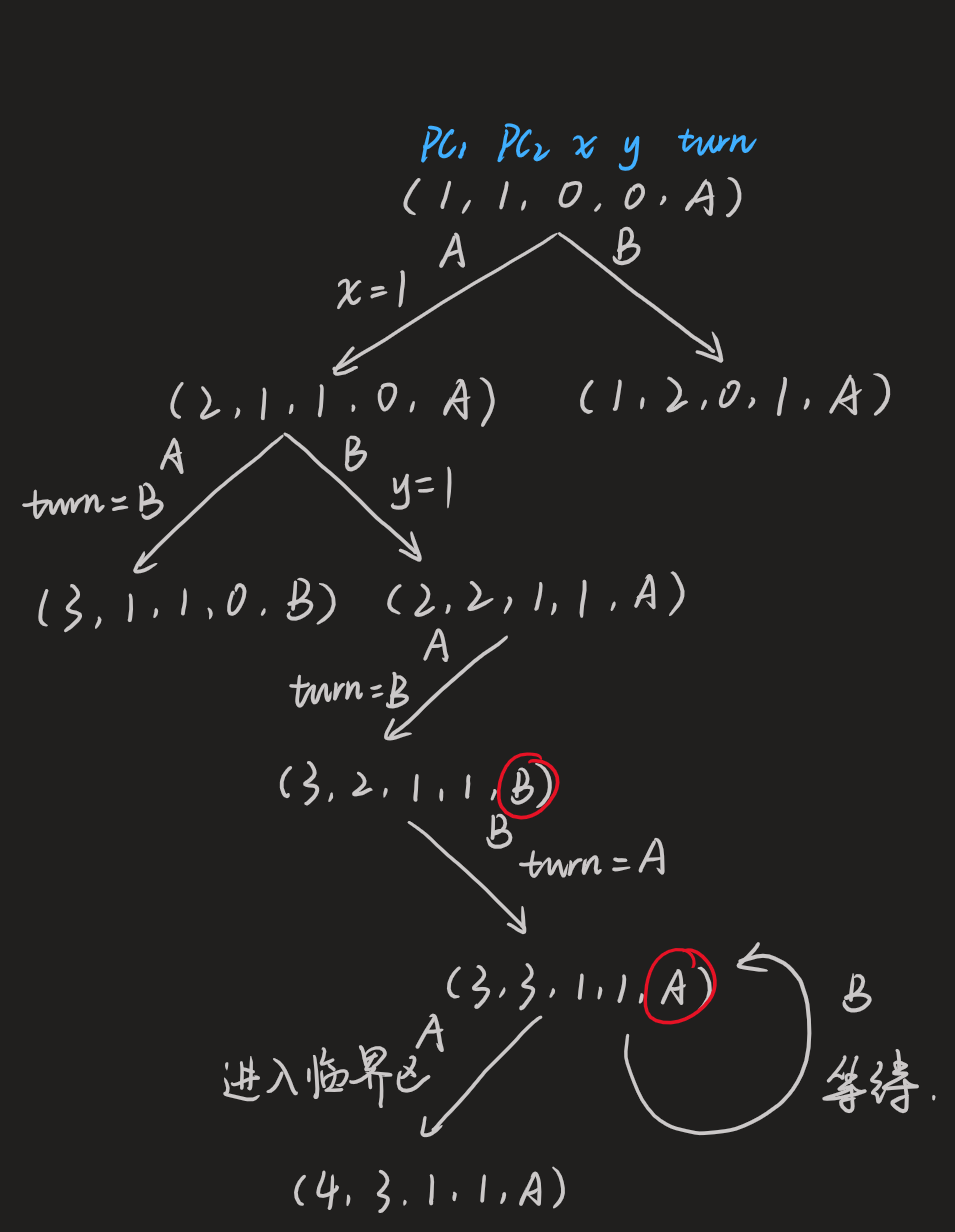 PC₁ PC₂ x y turn
(1, 1, 0, 0, A)
A B
x=1
(2, 1, 1, 0, A) (1, 2, 0, 1, A)
A B
turn=B y=1
(3, 1, 1, 0, B) (2, 2, 1, 1, A)
A
turn=B
(3, 2, 1, 1, B)
B
turn=A
(3, 3, 1, 1, A) B
A
进入临界区 等待.
(4, 3, 1, 1, A)